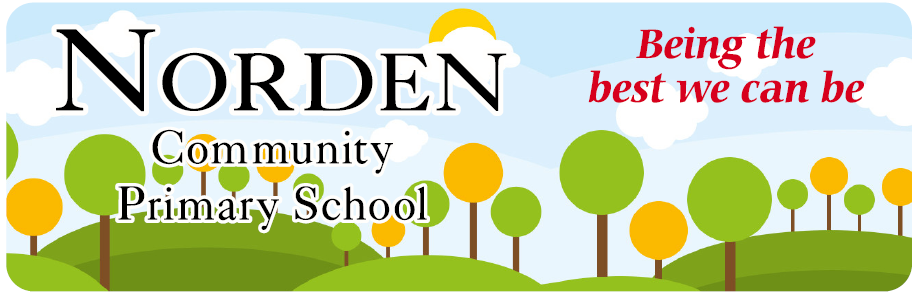 NORDEN
Community
Primary School
Being the
best we can be